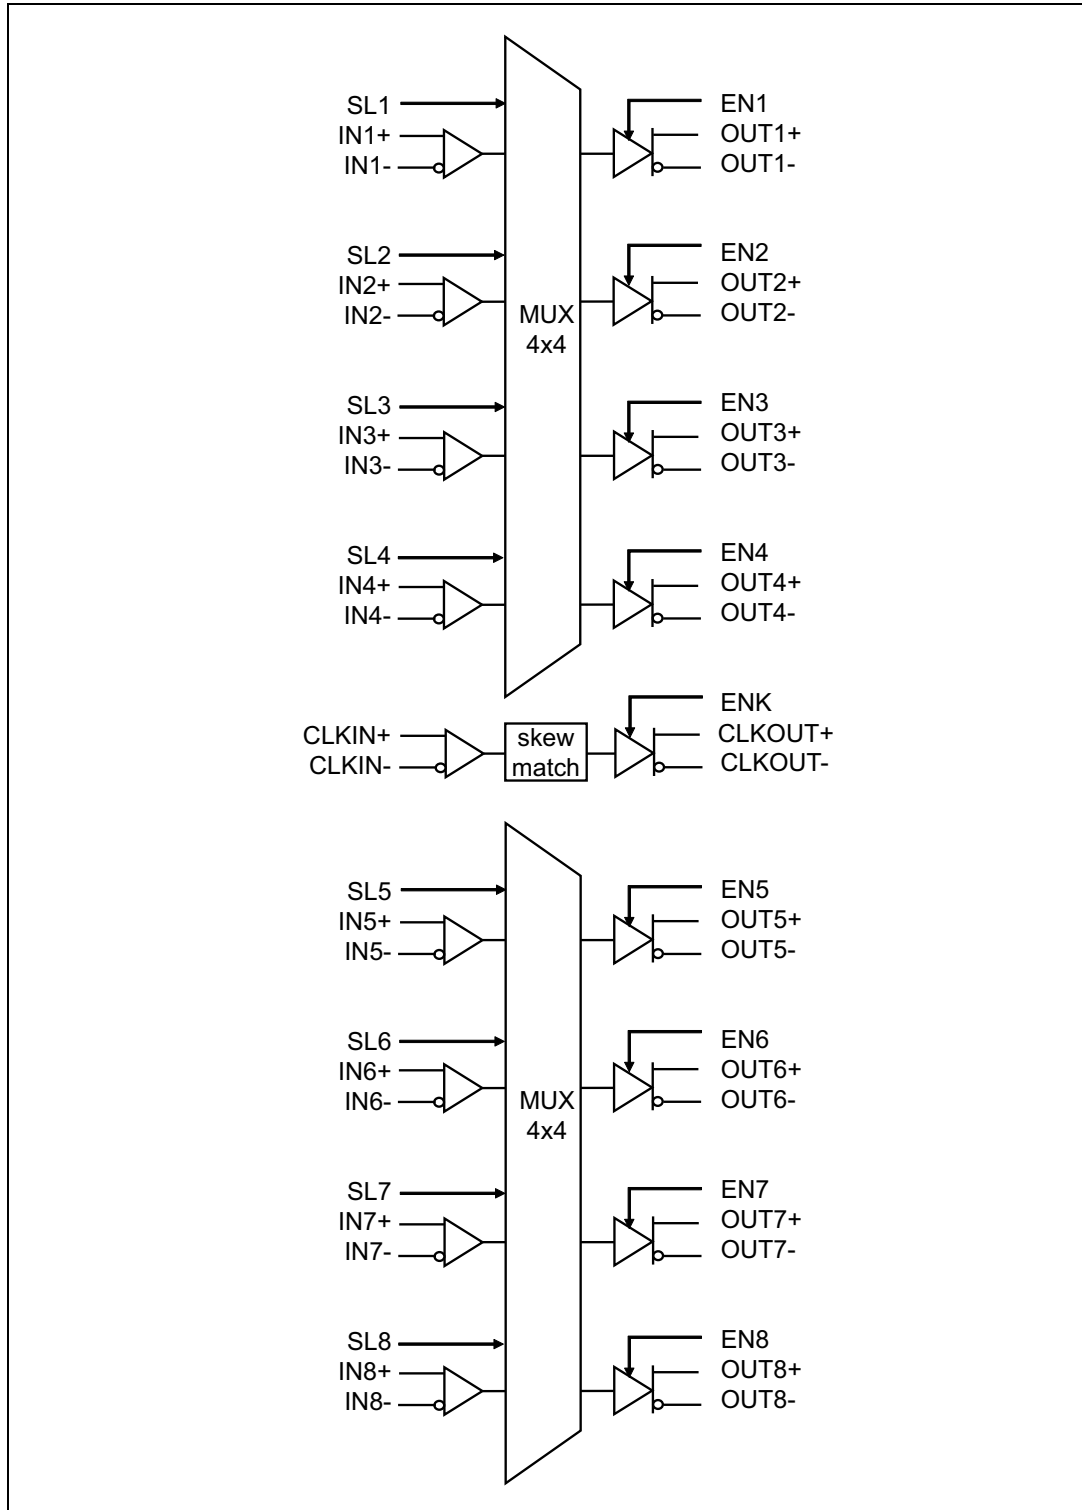 SL1
IN1+
IN1-
EN1
OUT1+
OUT1-
SL2
IN2+
IN2-
EN2
OUT2+
OUT2-
MUX
4x4
SL3
IN3+
IN3-
EN3
OUT3+
OUT3-
SL4
IN4+
IN4-
EN4
OUT4+
OUT4-
CLKIN+
CLKIN-
skew
match
ENK
CLKOUT+
CLKOUT-
SL5
IN5+
IN5-
EN5
OUT5+
OUT5-
SL6
IN6+
IN6-
EN6
OUT6+
OUT6-
MUX
4x4
SL7
IN7+
IN7-
EN7
OUT7+
OUT7-
SL8
IN8+
IN8-
EN8
OUT8+
OUT8-